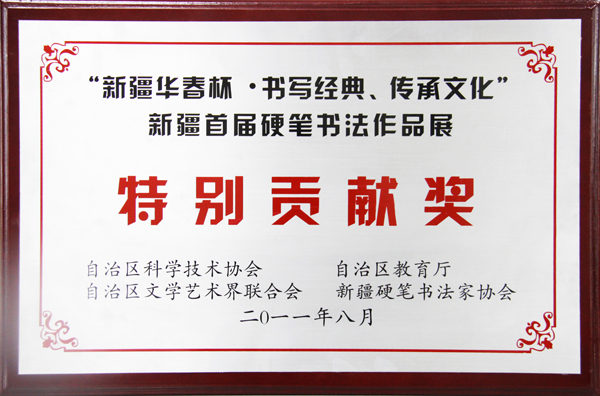 “新疆华春杯·书写经典、传承文化”
新疆首届硬笔书法作品展
特别贡献奖
自治区科学技术协会 自治区教育厅
自治区文学艺术界联合会 新疆硬笔书法家协会
二〇一一年八月